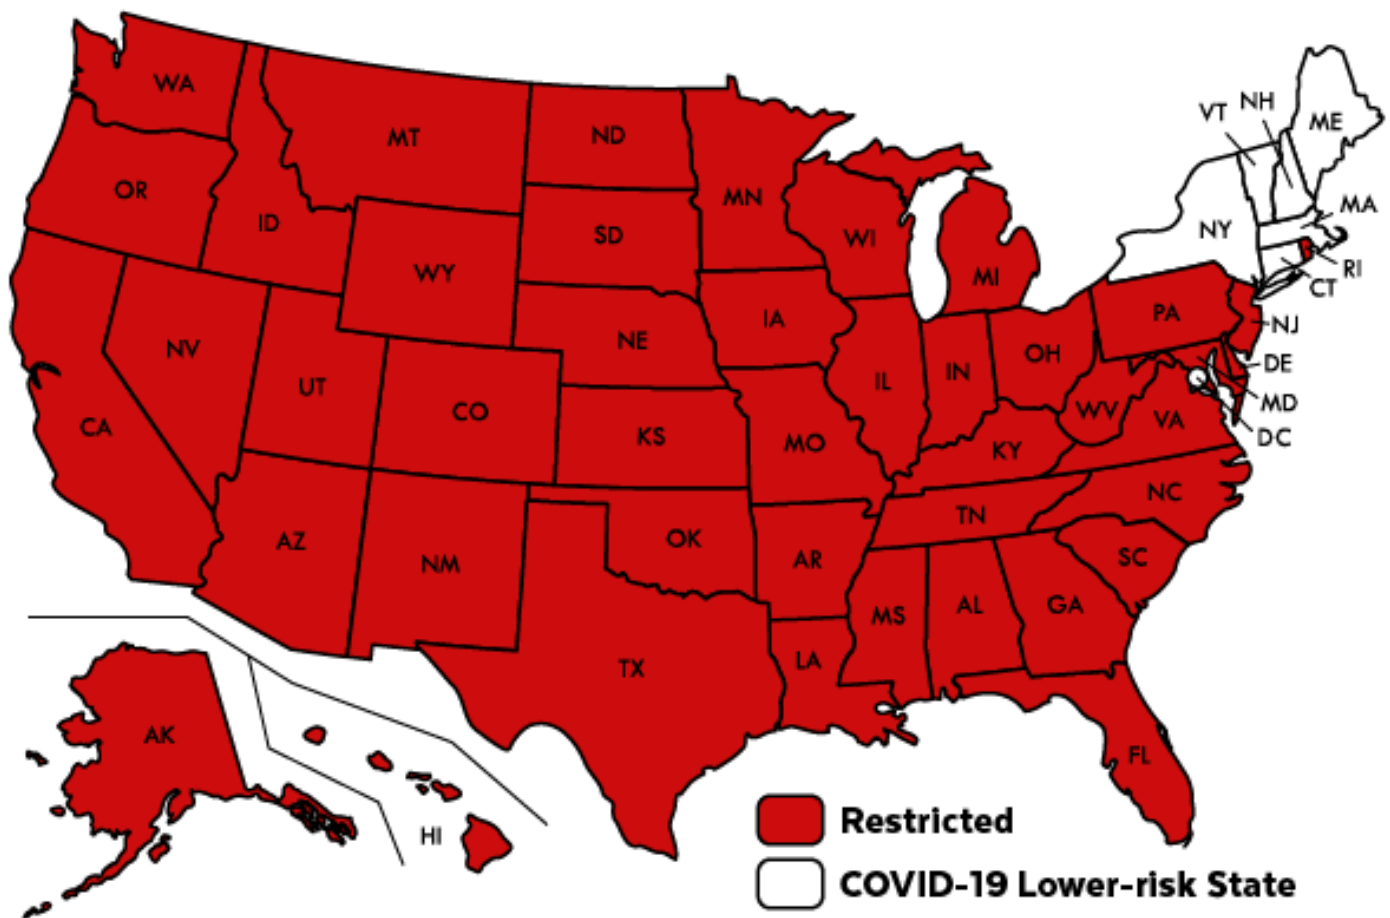 WA
MT
ND
MN
OR
ID
SD
WI
WY
MI
IA
NE
NV
UT
CO
CA
KS
MO
IL
IN
OH
PA
NY
VT
NH
ME
MA
RI
CT
NJ
DE
MD
DC
WV
VA
KY
NC
TN
SC
AZ
NM
OK
AR
MS
AL
GA
LA
TX
FL
AK
HI
Restricted
COVID-19 Lower-risk State